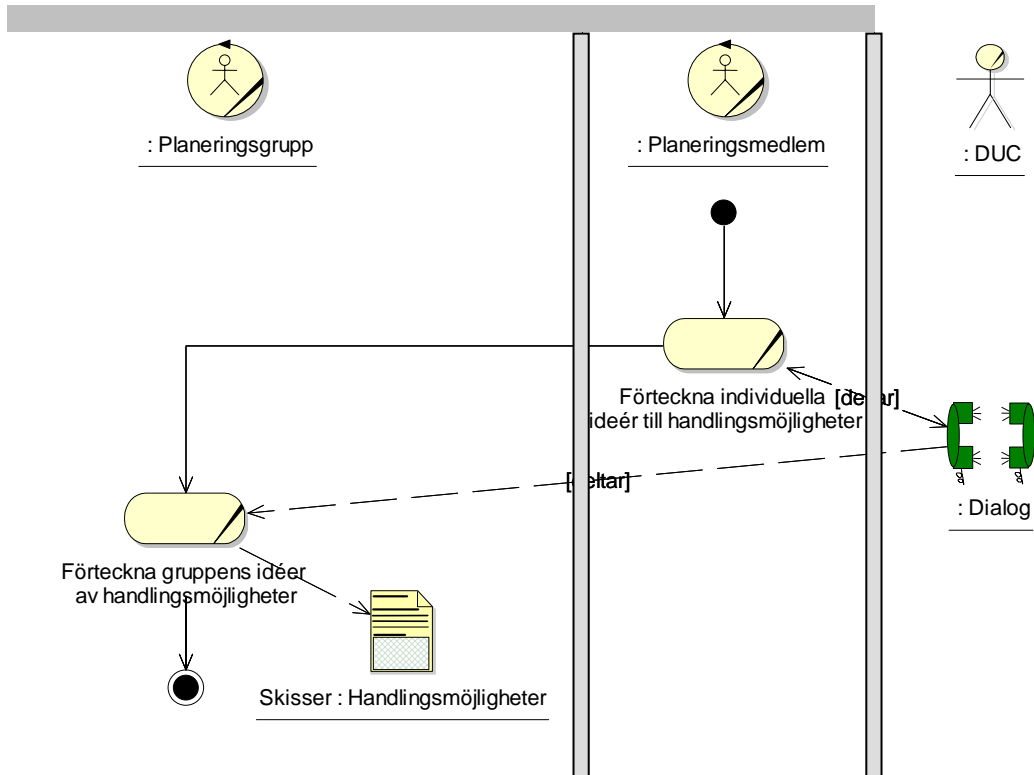 : Planeringsgrupp
: Planeringsmedlem
: DUC
Förteckna individuella
ideér till handlingsmöjligheter
[deltar]
[deltar]
: Dialog
Förteckna gruppens idéer
av handlingsmöjligheter
Skisser : Handlingsmöjligheter